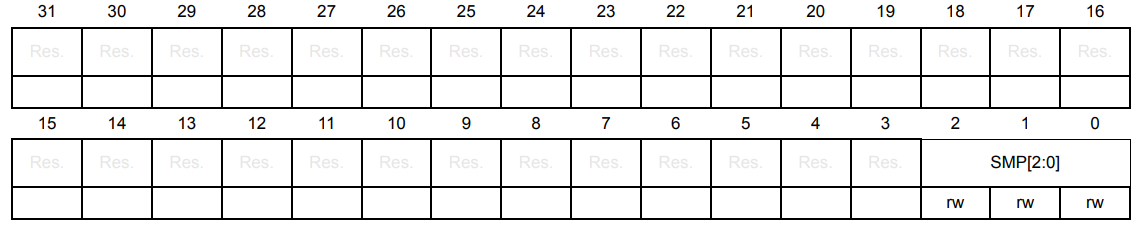 31 30 29 28 27 26 25 24 23 22 21 20 19 18 17 16
Res. Res. Res. Res. Res. Res. Res. Res. Res. Res. Res. Res. Res. Res. Res. Res.
15 14 13 12 11 10 9 8 7 6 5 4 3 2 1 0
Res. Res. Res. Res. Res. Res. Res. Res. Res. Res. Res. Res. Res. SMP[2:0]
rw rw rw